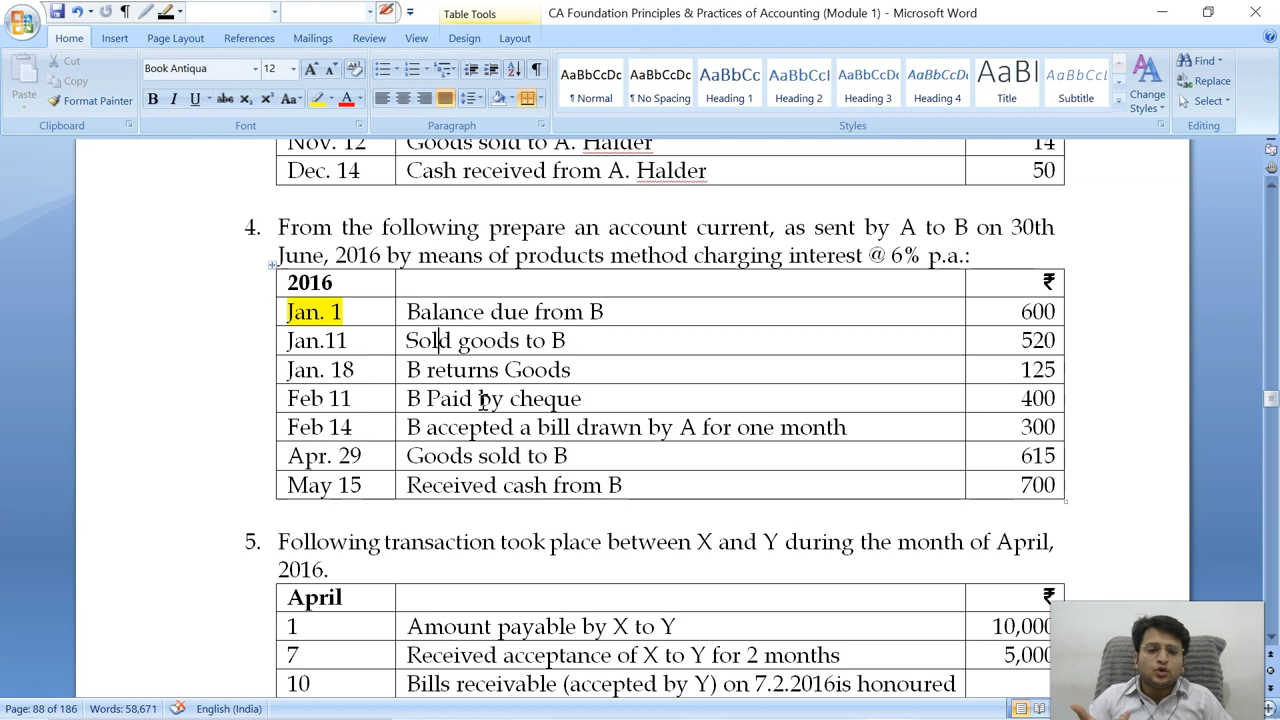 Table Tools
CA Foundation Principles & Practices of Accounting (Module 1) - Microsoft Word
Home Insert Page Layout References Mailings Review View Design Layout
Paste
Cut
Copy
Format Painter
Clipboard
Book Antiqua 12
B I U abc x₂ x² Aa
Font
Paragraph
AaBbCcDc AaBbCcDc AaBbCc AaBbCcI AaBbCcDa AaBbCcDı AaBl AaBbCcDc
¶ Normal ¶ No Spacing Heading 1 Heading 2 Heading 3 Heading 4 Title Subtitle
Change Styles
Styles
Find
Replace
Select
Editing
Nov. 12 Goods sold to A. Halder 14
Dec. 14 Cash received from A. Halder 50
4. From the following prepare an account current, as sent by A to B on 30th
June, 2016 by means of products method charging interest @ 6% p.a.:
2016 ₹
Jan. 1 Balance due from B 600
Jan.11 Sold goods to B 520
Jan. 18 B returns Goods 125
Feb 11 B Paid by cheque 400
Feb 14 B accepted a bill drawn by A for one month 300
Apr. 29 Goods sold to B 615
May 15 Received cash from B 700
5. Following transaction took place between X and Y during the month of April,
2016.
April ₹
1 Amount payable by X to Y 10,000
7 Received acceptance of X to Y for 2 months 5,000
10 Bills receivable (accepted by Y) on 7.2.2016is honoured
Page: 88 of 186 Words: 58,671 English (India)